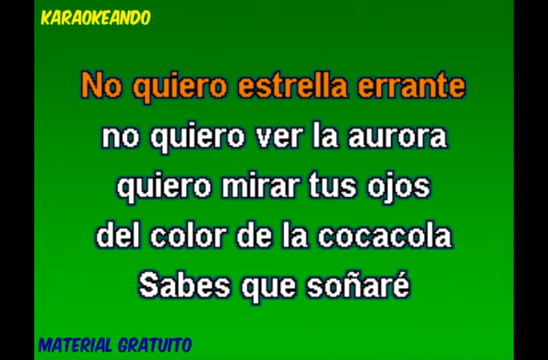 KARAOKEANDO
No quiero estrella errante
no quiero ver la aurora
quiero mirar tus ojos
del color de la cocacola
Sabes que soñaré
MATERIAL GRATUITO